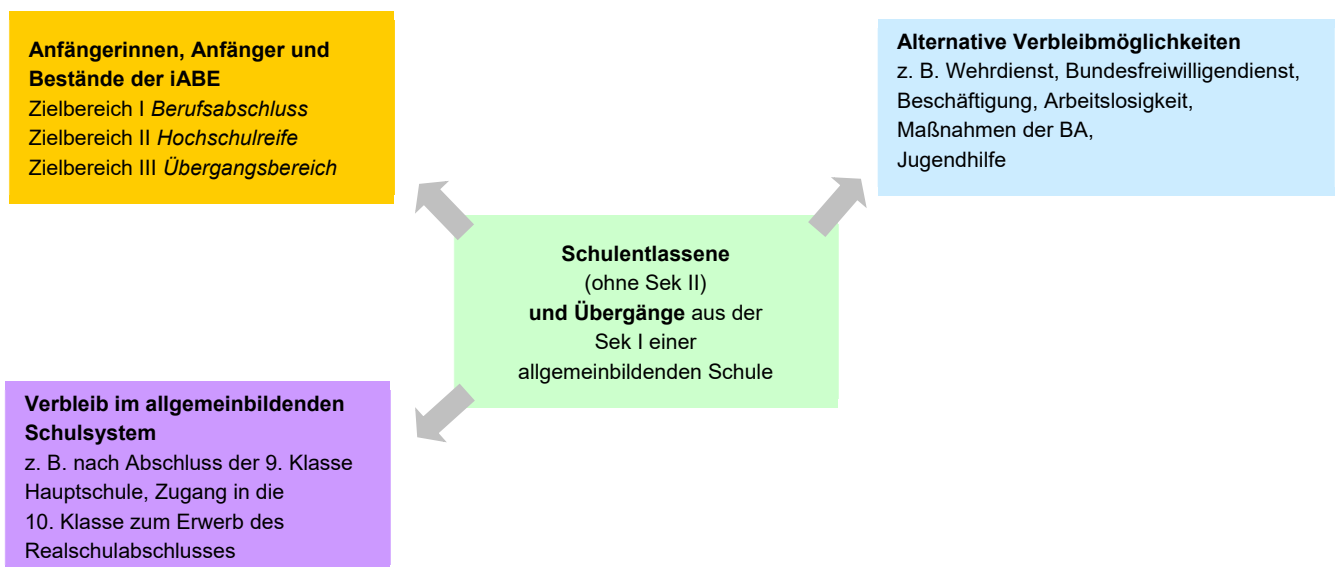 Anfängerinnen, Anfänger und
Bestände der iABE
Zielbereich I Berufsabschluss
Zielbereich II Hochschulreife
Zielbereich III Übergangsbereich
Alternative Verbleibmöglichkeiten
z. B. Wehrdienst, Bundesfreiwilligendienst,
Beschäftigung, Arbeitslosigkeit,
Maßnahmen der BA,
Jugendhilfe
Schulentlassene
(ohne Sek II)
und Übergänge aus der
Sek I einer
allgemeinbildenden Schule
Verbleib im allgemeinbildenden
Schulsystem
z. B. nach Abschluss der 9. Klasse
Hauptschule, Zugang in die
10. Klasse zum Erwerb des
Realschulabschlusses